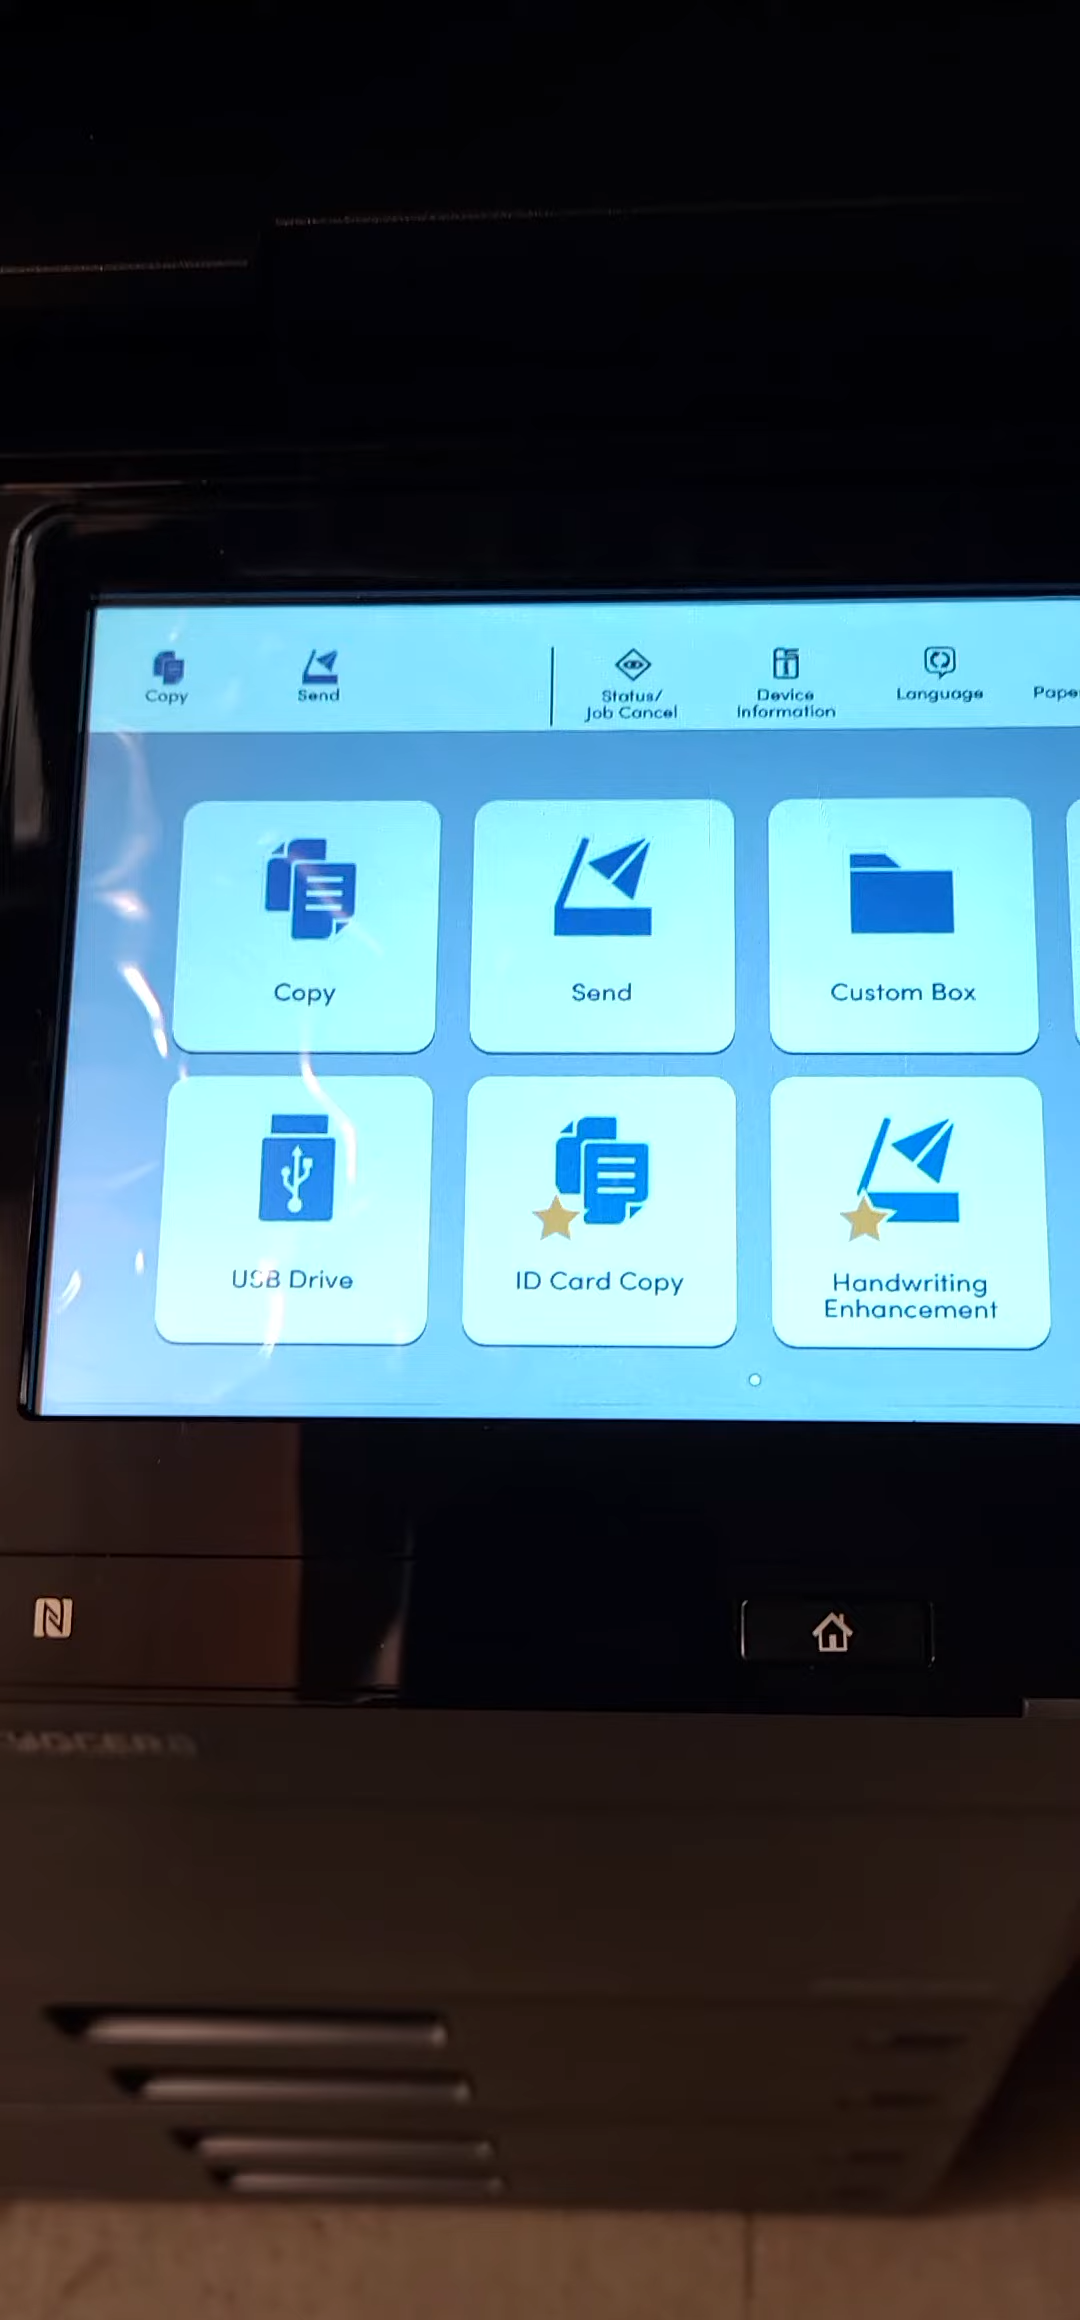 Copy
Send
Status/
Job Cancel
Device
Information
Language
Copy
Send
Custom Box
USB Drive
ID Card Copy
Handwriting
Enhancement